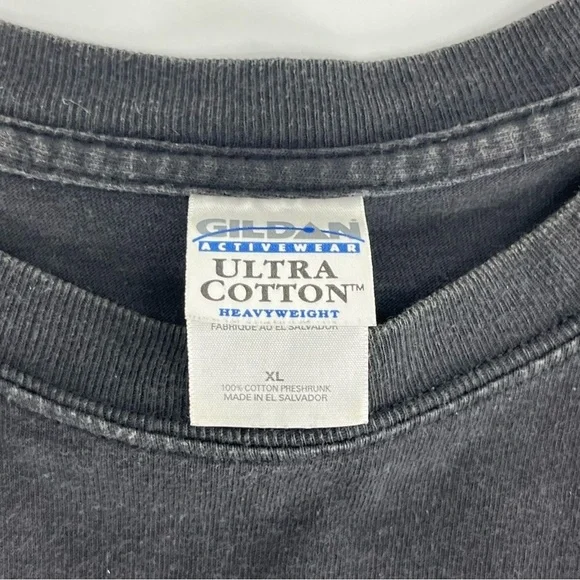 GILDAN
ACTIVEWEAR
ULTRA
COTTON™
HEAVYWEIGHT
FABRIQUE AU EL SALVADOR
XL
100% COTTON PRESHRUNK
MADE IN EL SALVADOR